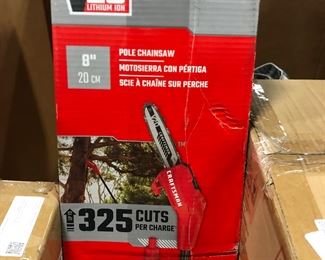 LITHIUM ION
8"
20 CM
POLE CHAINSAW
MOTOSIERRA CON PÉRTIGA
SCIE À CHAÎNE SUR PERCHE
CRAFTSMAN
325 CUTS
PER CHARGE*